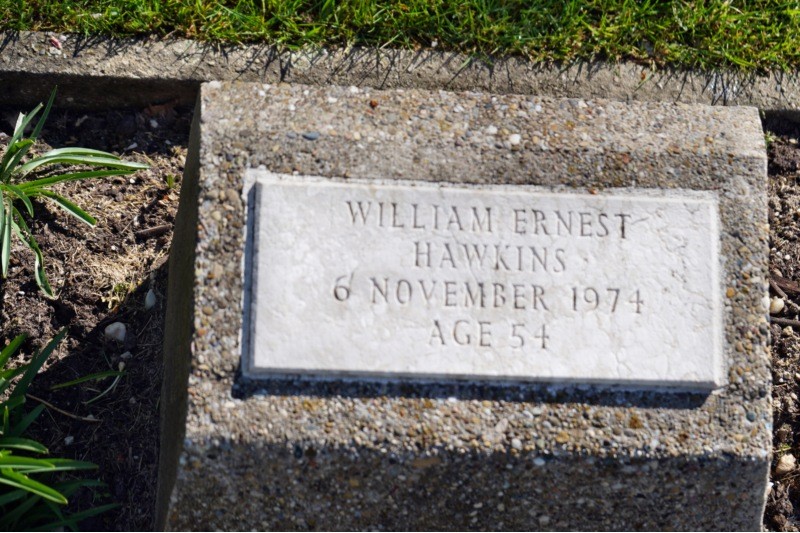 WILLIAM ERNEST
HAWKINS
6 NOVEMBER 1974
AGE 54